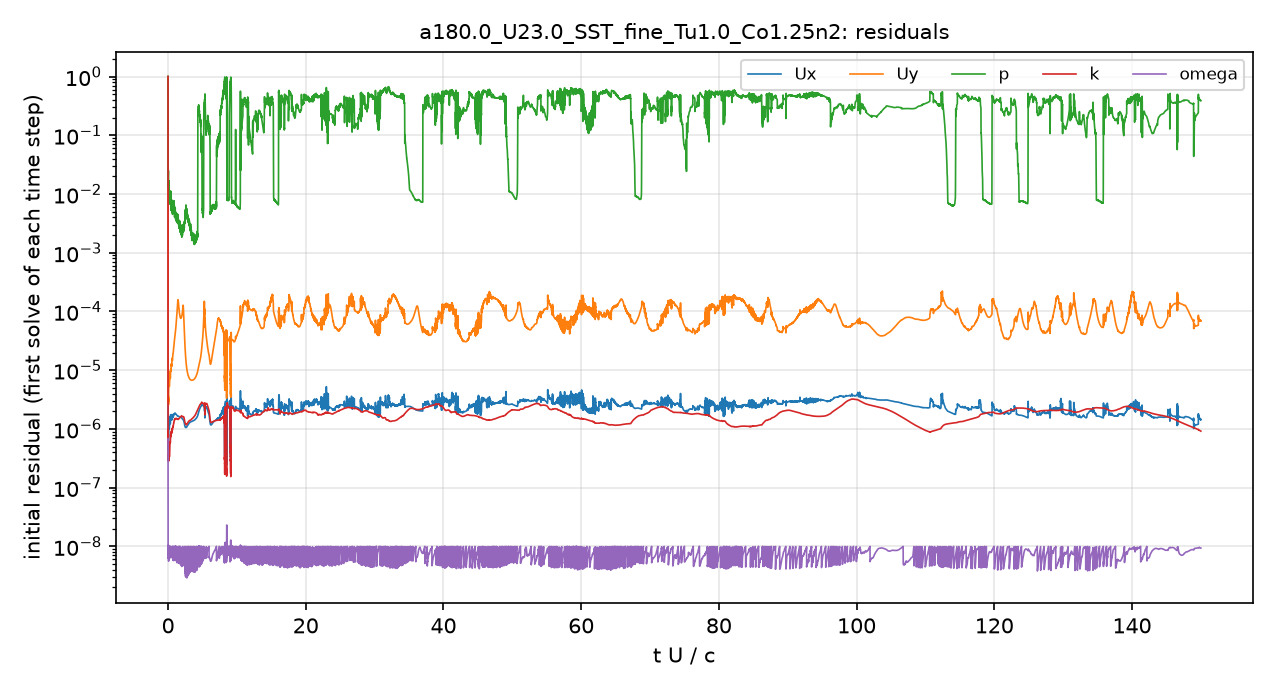 a180.0_U23.0_SST_fine_Tu1.0_Co1.25n2: residuals
Ux Uy p k omega
initial residual (first solve of each time step)
10⁰
10⁻¹
10⁻²
10⁻³
10⁻⁴
10⁻⁵
10⁻⁶
10⁻⁷
10⁻⁸
0 20 40 60 80 100 120 140
t U / c